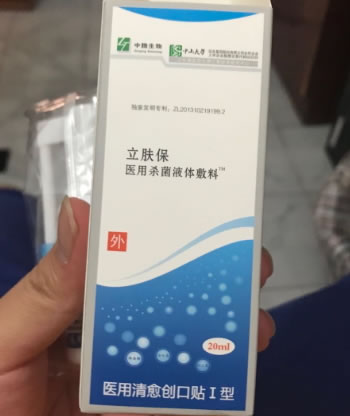 中微生物
中山大学
独家发明专利，ZL201310219199.2
立肤保
医用杀菌液体敷料™
外
20ml
医用清愈创口贴Ⅰ型